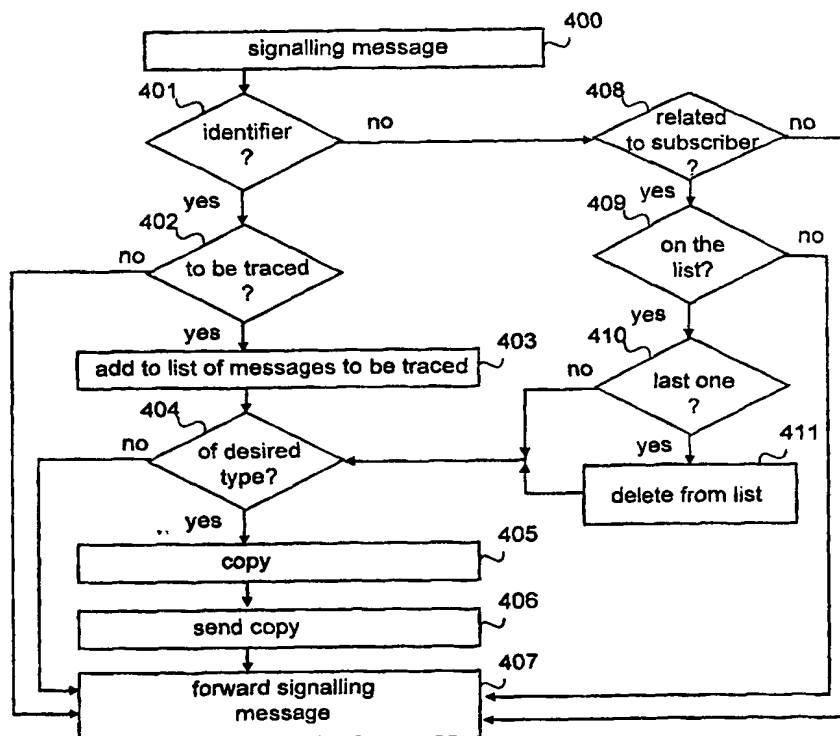 400
signalling message
401
identifier
?
no
408
related
to subscriber
?
no
yes
yes
402
no
to be traced
?
409
on the
list?
no
yes
yes
403
add to list of messages to be traced
410
no
last one
?
404
no
of desired
type?
yes
411
delete from list
yes
405
copy
406
send copy
407
forward signalling
message